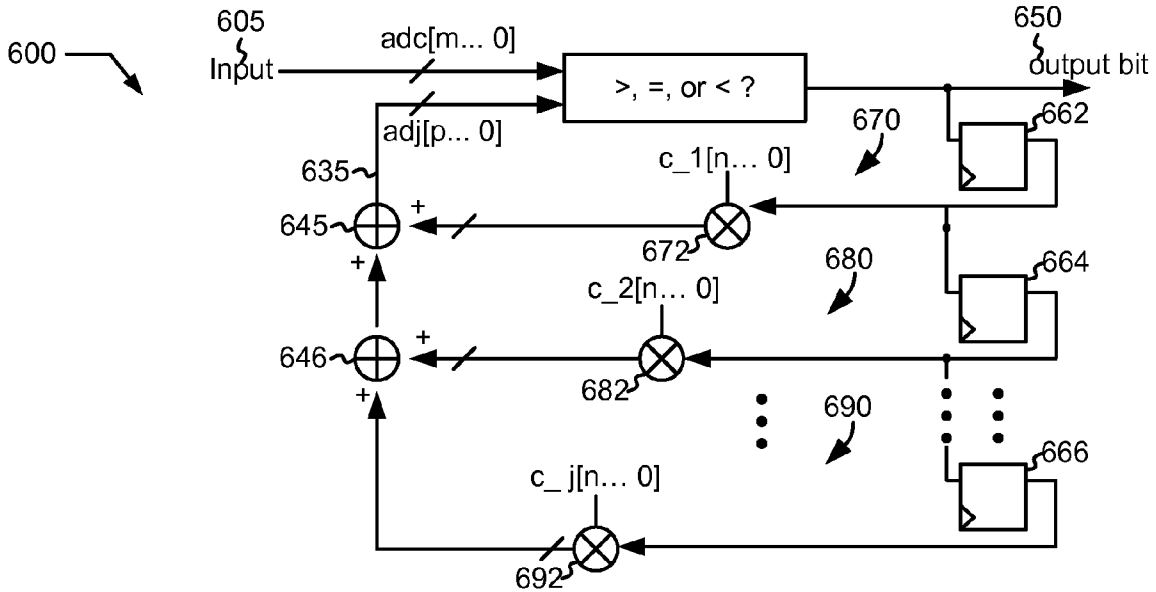 600
605
Input
adc[m... 0]
>, =, or < ?
650
output bit
adj[p... 0]
662
670
635
c_1[n... 0]
+
645
672
+
664
680
c_2[n... 0]
+
646
682
+
690
666
c_ j[n... 0]
692